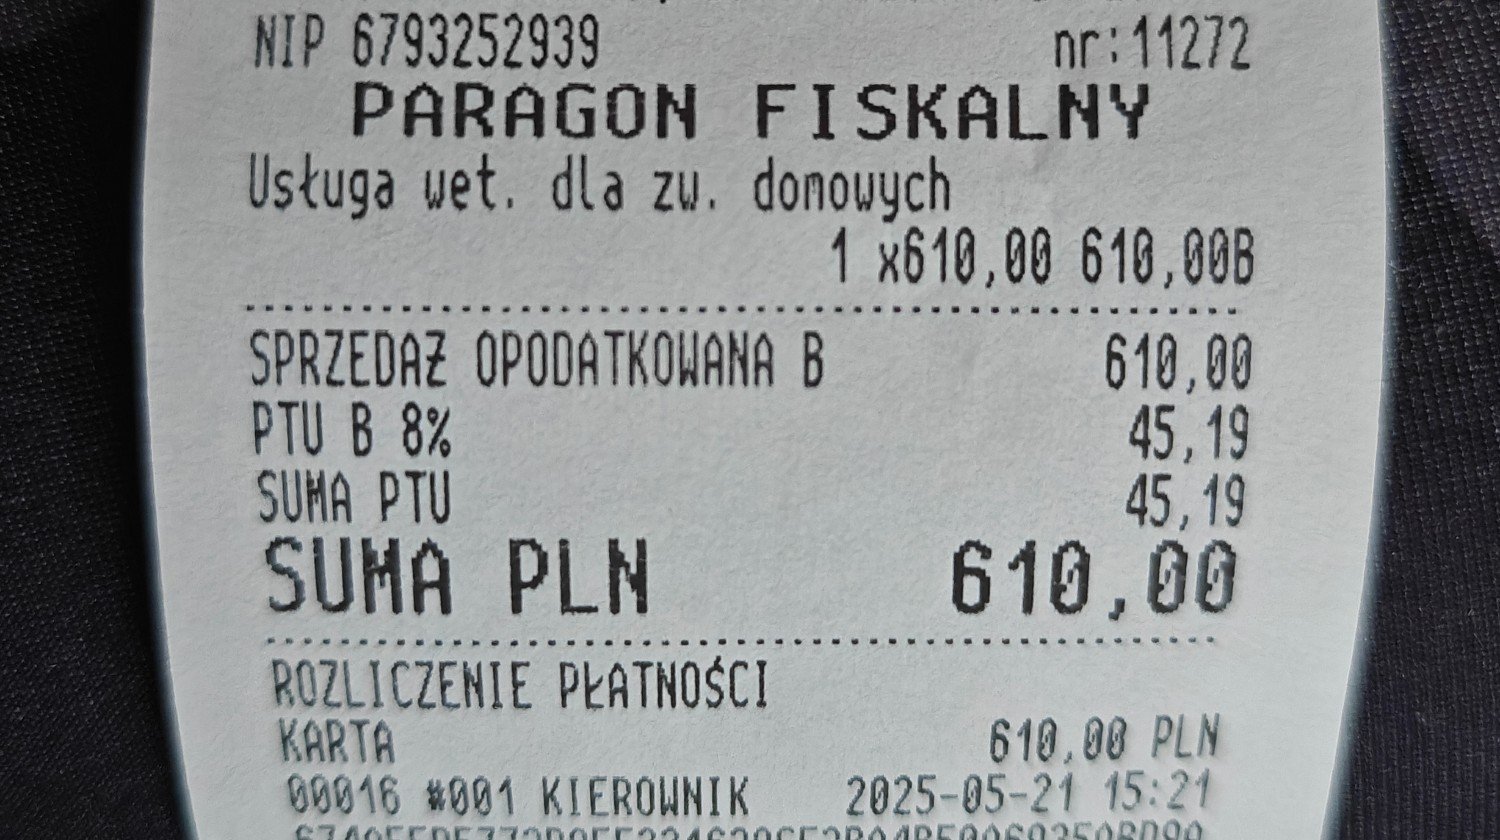 NIP 6793252939 nr:11272
PARAGON FISKALNY
Usługa wet. dla zw. domowych
1 x610,00 610,00B
SPRZEDAŻ OPODATKOWANA B 610,00
PTU B 8% 45,19
SUMA PTU 45,19
SUMA PLN 610,00
ROZLICZENIE PŁATNOŚCI
KARTA 610,00 PLN
00016 #001 KIEROWNIK 2025-05-21 15:21